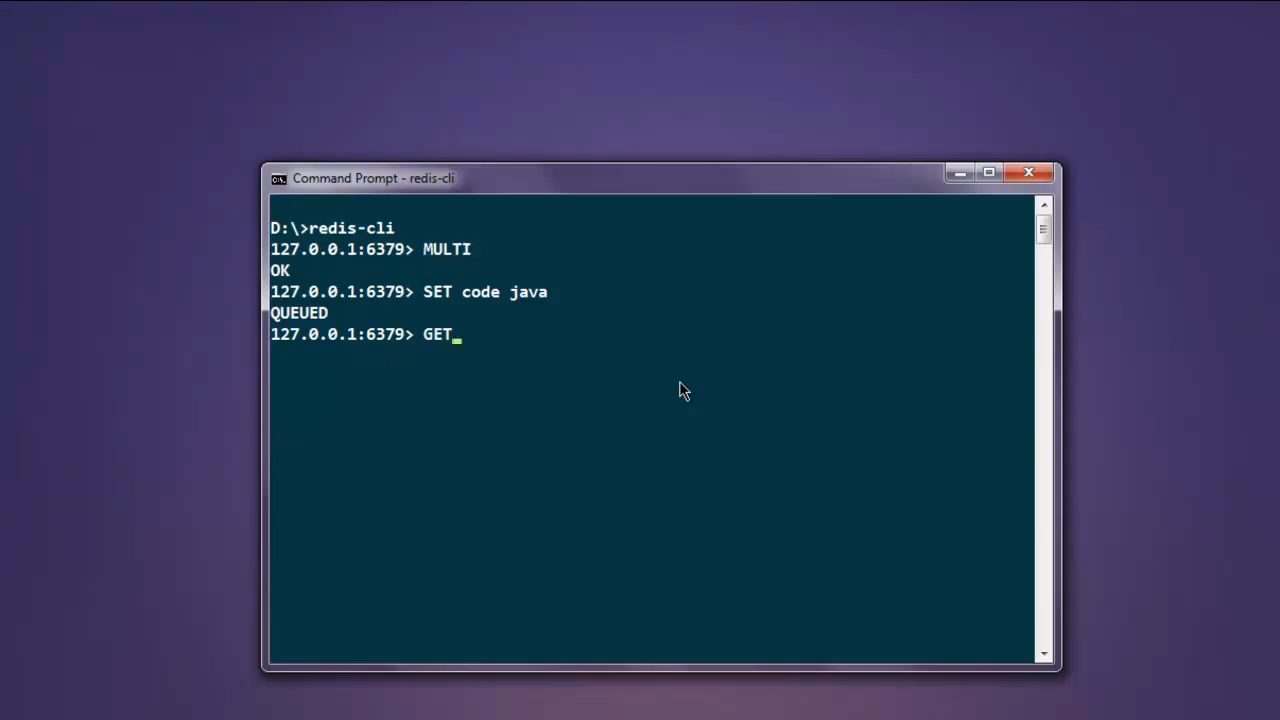 Command Prompt - redis-cli
D:\>redis-cli
127.0.0.1:6379> MULTI
OK
127.0.0.1:6379> SET code java
QUEUED
127.0.0.1:6379> GET